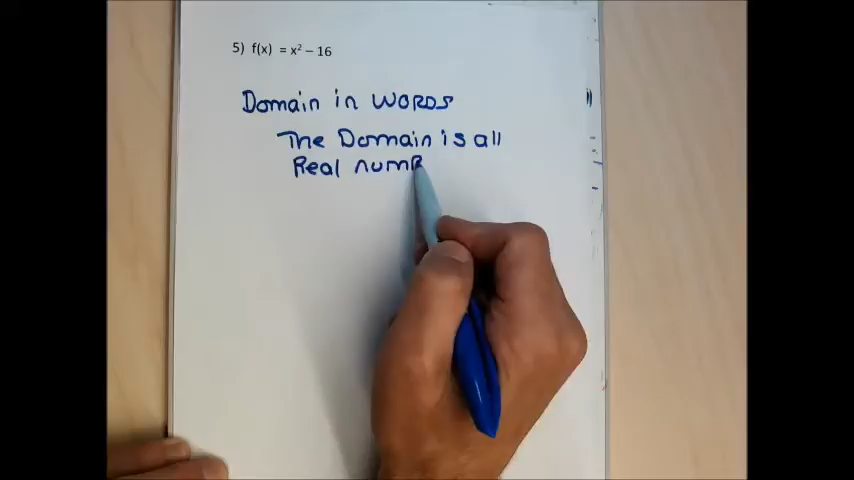 5) f(x) = x² – 16
Domain in WORDS
The Domain is all
Real numb